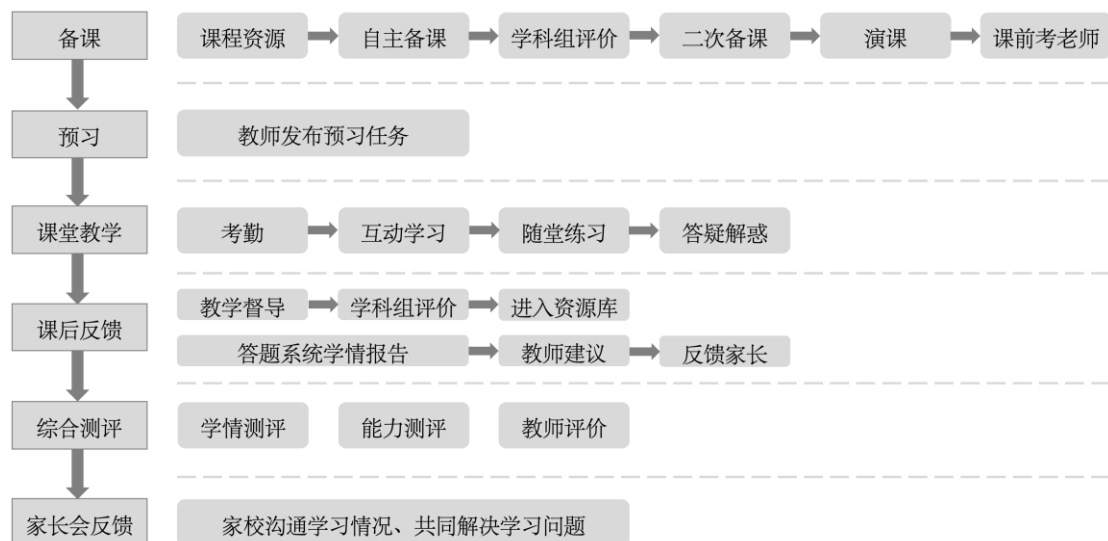 备课 课程资源 自主备课 学科组评价 二次备课 演课 课前考老师
预习 教师发布预习任务
课堂教学 考勤 互动学习 随堂练习 答疑解惑
课后反馈
教学督导 学科组评价 进入资源库
答题系统学情报告 教师建议 反馈家长
综合测评 学情测评 能力测评 教师评价
家长会反馈 家校沟通学习情况、共同解决学习问题